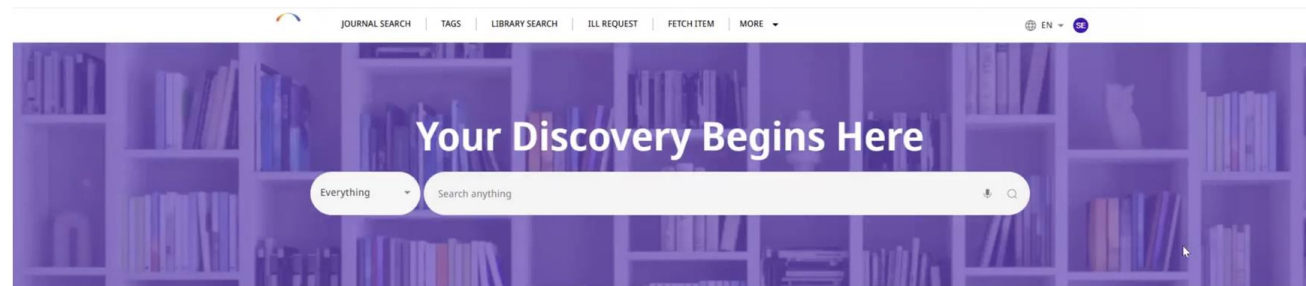 JOURNAL SEARCH TAGS LIBRARY SEARCH ILL REQUEST FETCH ITEM MORE EN SE
Your Discovery Begins Here
Everything Search anything